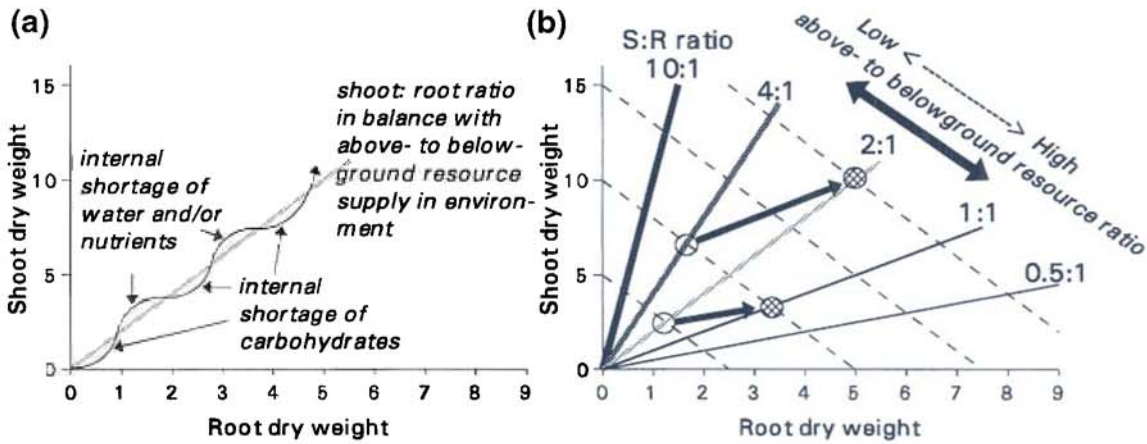 (a)
15
10
5
0
0 1 2 3 4 5 6 7 8 9
Shoot dry weight
Root dry weight
internal
shortage of
water and/or
nutrients
shoot: root ratio
in balance with
above- to below-
ground resource
supply in environ-
ment
internal
shortage of
carbohydrates
(b)
S:R ratio
10:1
4:1
2:1
1:1
0.5:1
Low <-------> High
above- to belowground resource ratio
15
10
5
0
0 1 2 3 4 5 6 7 8 9
Shoot dry weight
Root dry weight